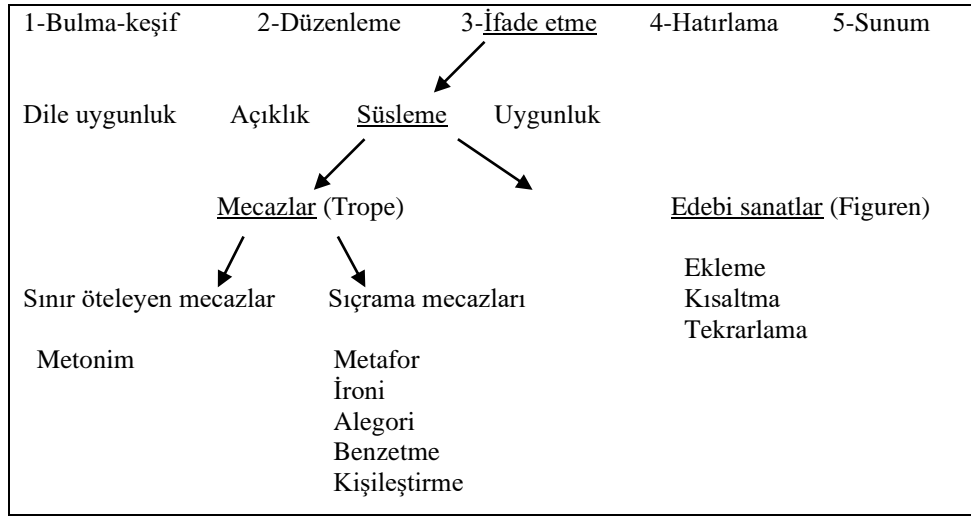 1-Bulma-keşif 2-Düzenleme 3-İfade etme 4-Hatırlama 5-Sunum
Dile uygunluk Açıklık Süsleme Uygunluk
Mecazlar (Trope) Edebi sanatlar (Figuren)
Ekleme
Sınır öteleyen mecazlar Sıçrama mecazları Kısaltma
Tekrarlama
Metonim Metafor
İroni
Alegori
Benzetme
Kişileştirme